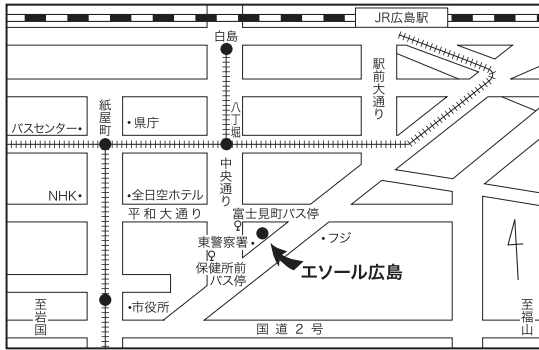 JR広島駅
白島
駅前大通り
紙屋町
八丁堀
バスセンター
県庁
中央通り
NHK
全日空ホテル
平和大通り
富士見町バス停
東警察署
フジ
保健所前
バス停
エソール広島
市役所
至岩国
国道2号
至福山